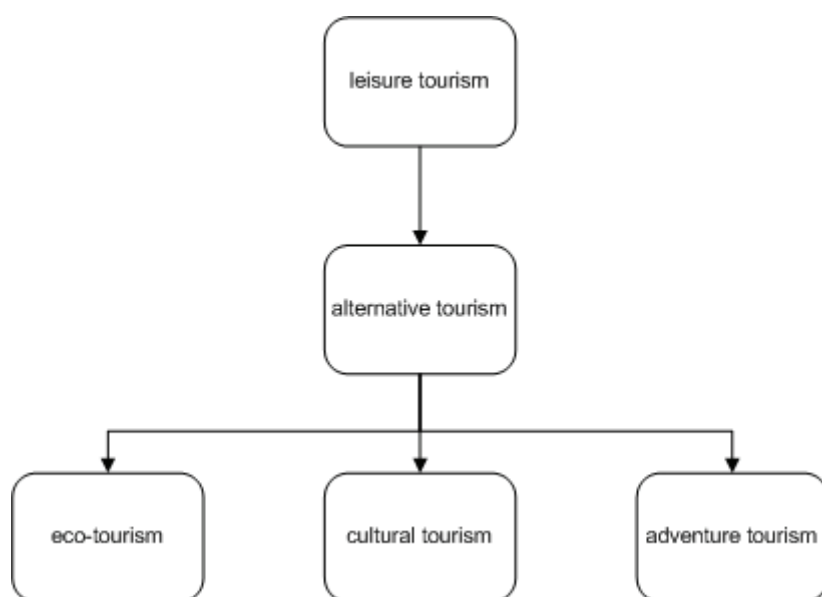 leisure tourism
alternative tourism
eco-tourism
cultural tourism
adventure tourism